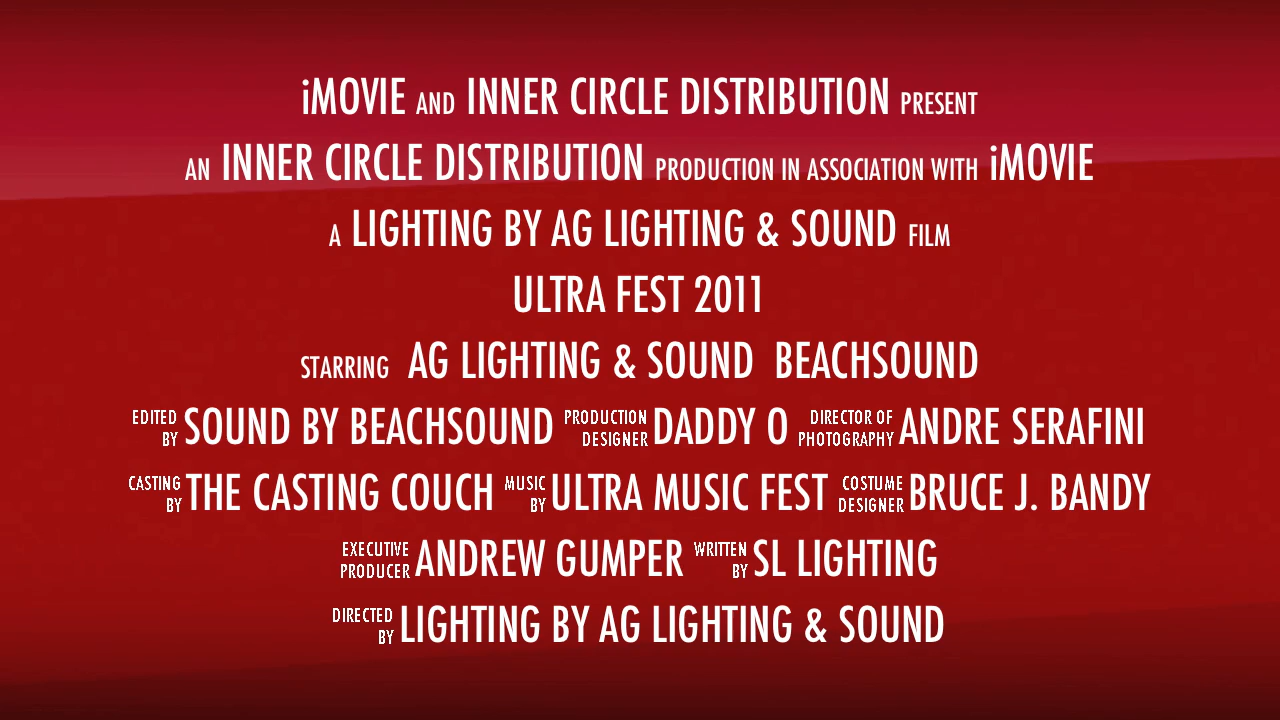 iMOVIE AND INNER CIRCLE DISTRIBUTION PRESENT
AN INNER CIRCLE DISTRIBUTION PRODUCTION IN ASSOCIATION WITH iMOVIE
A LIGHTING BY AG LIGHTING & SOUND FILM
ULTRA FEST 2011
STARRING AG LIGHTING & SOUND BEACHSOUND
EDITED BY SOUND BY BEACHSOUND PRODUCTION DESIGNER DADDY O DIRECTOR OF PHOTOGRAPHY ANDRE SERAFINI
CASTING BY THE CASTING COUCH MUSIC BY ULTRA MUSIC FEST COSTUME DESIGNER BRUCE J. BANDY
EXECUTIVE PRODUCER ANDREW GUMPER WRITTEN BY SL LIGHTING
DIRECTED BY LIGHTING BY AG LIGHTING & SOUND